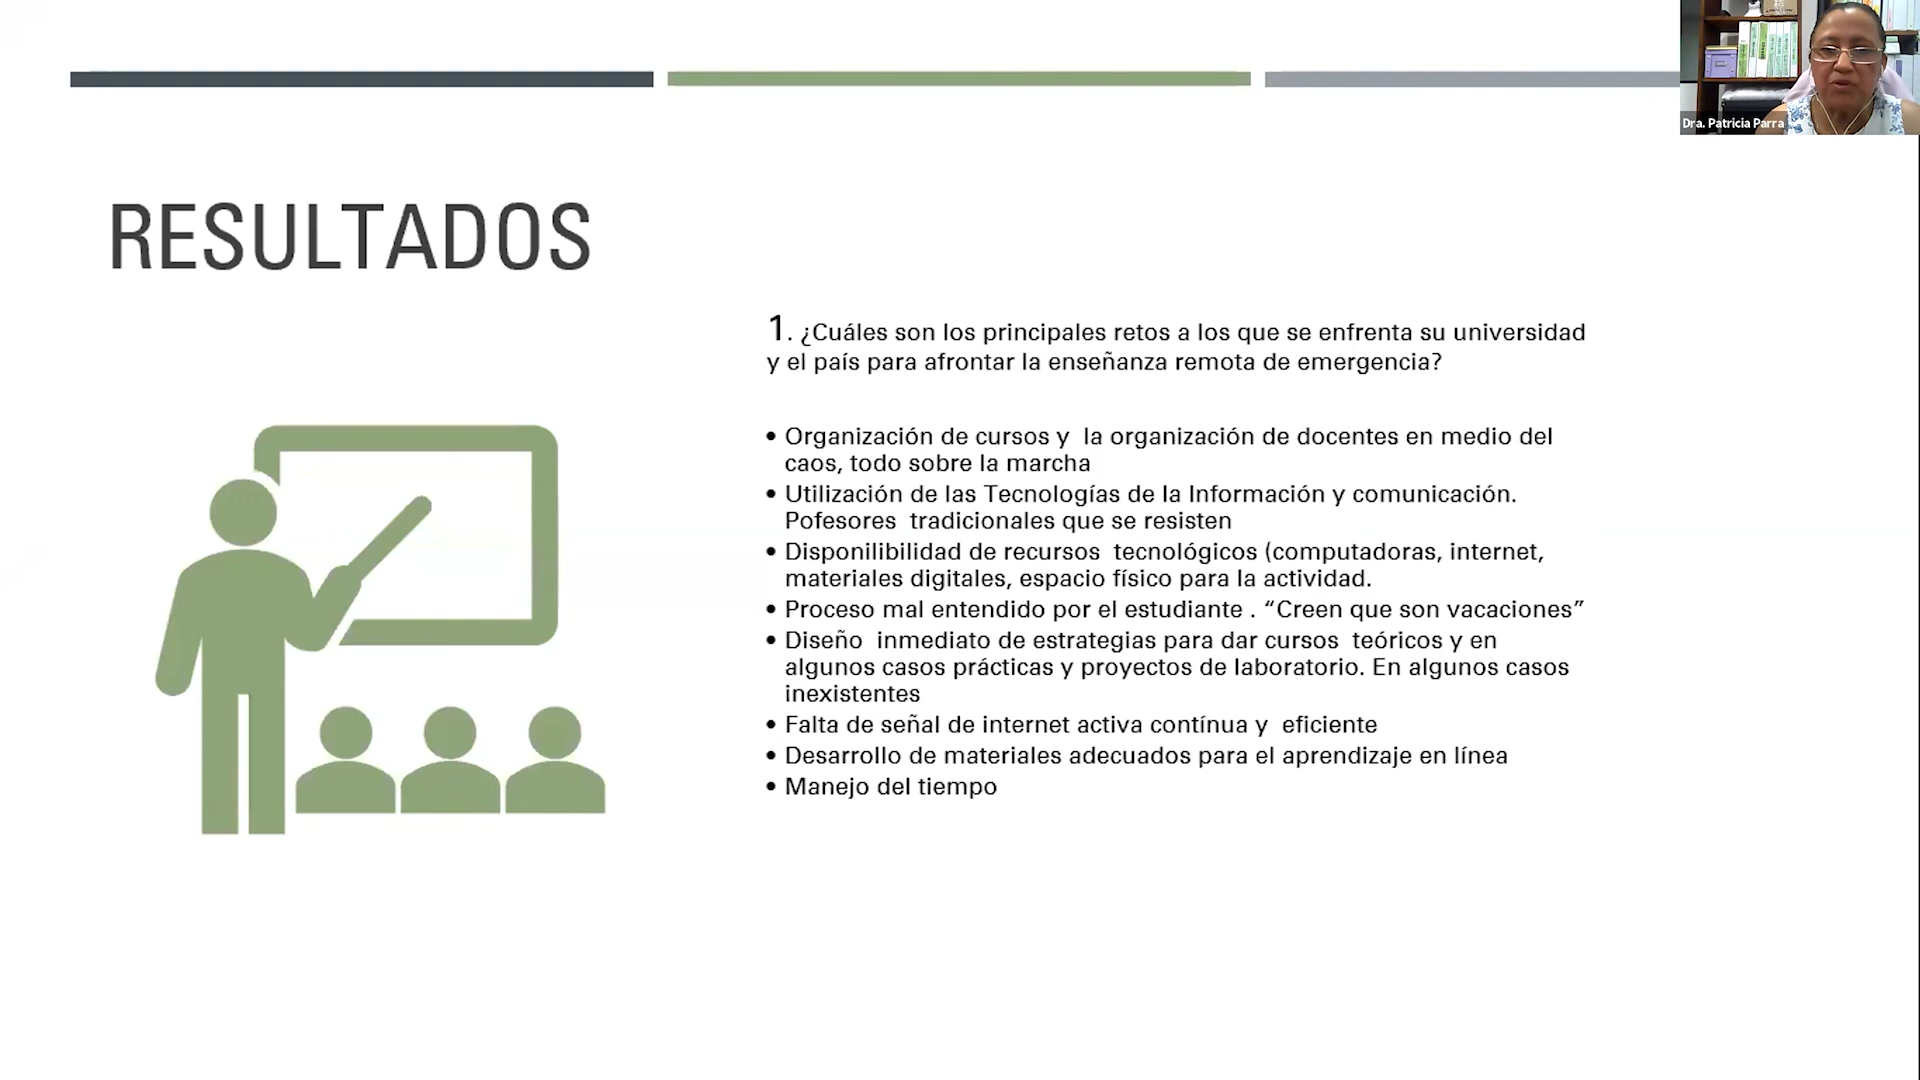 Dra. Patricia Parra
RESULTADOS
1. ¿Cuáles son los principales retos a los que se enfrenta su universidad
y el país para afrontar la enseñanza remota de emergencia?
• Organización de cursos y  la organización de docentes en medio del
caos, todo sobre la marcha
• Utilización de las Tecnologías de la Información y comunicación.
Pofesores  tradicionales que se resisten
• Disponilibilidad de recursos  tecnológicos (computadoras, internet,
materiales digitales, espacio físico para la actividad.
• Proceso mal entendido por el estudiante . “Creen que son vacaciones”
• Diseño  inmediato de estrategias para dar cursos  teóricos y en
algunos casos prácticas y proyectos de laboratorio. En algunos casos
inexistentes
• Falta de señal de internet activa contínua y  eficiente
• Desarrollo de materiales adecuados para el aprendizaje en línea
• Manejo del tiempo